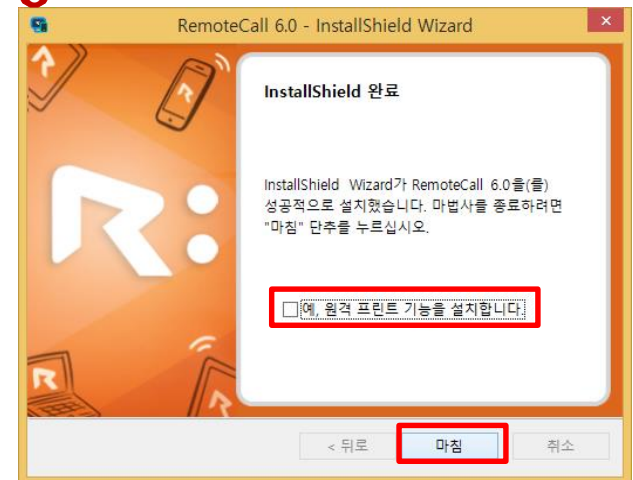 RemoteCall 6.0 - InstallShield Wizard
InstallShield 완료
InstallShield Wizard가 RemoteCall 6.0을(를)
성공적으로 설치했습니다. 마법사를 종료하려면
"마침" 단추를 누르십시오.
예, 원격 프린트 기능을 설치합니다.
< 뒤로
마침
취소